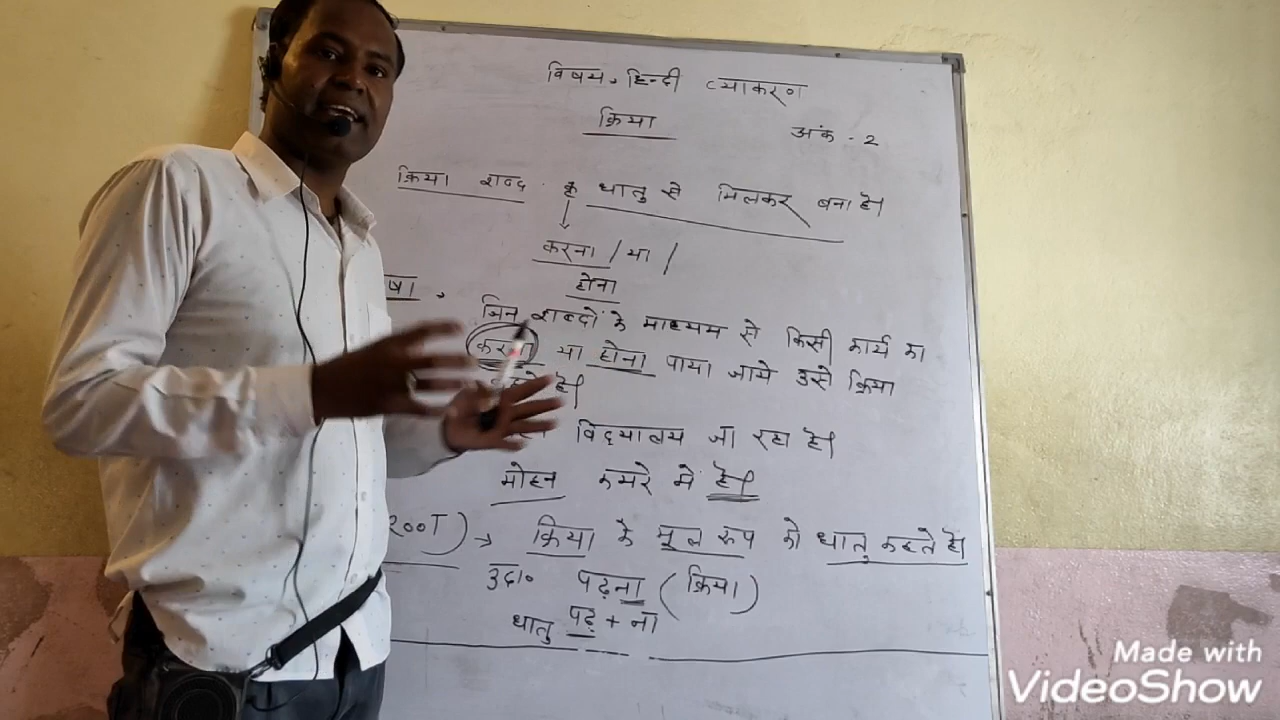 विषय, हिन्दी व्याकरण
क्रिया
अंक - 2
क्रिया शब्द कृ धातु से मिलकर बना है।
करना / या /
होना
षा,
जिन शब्दों के माध्यम से किसी कार्य का
करना या होना पाया जाये उसे क्रिया
है।
विद्यालय जा रहा है।
मोहन कमरे में है।
ROOT) → क्रिया के मूल रूप को धातु कहते है।
उदा० पढ़ना (क्रिया)
धातु पढ़ + ना
Made with
VideoShow